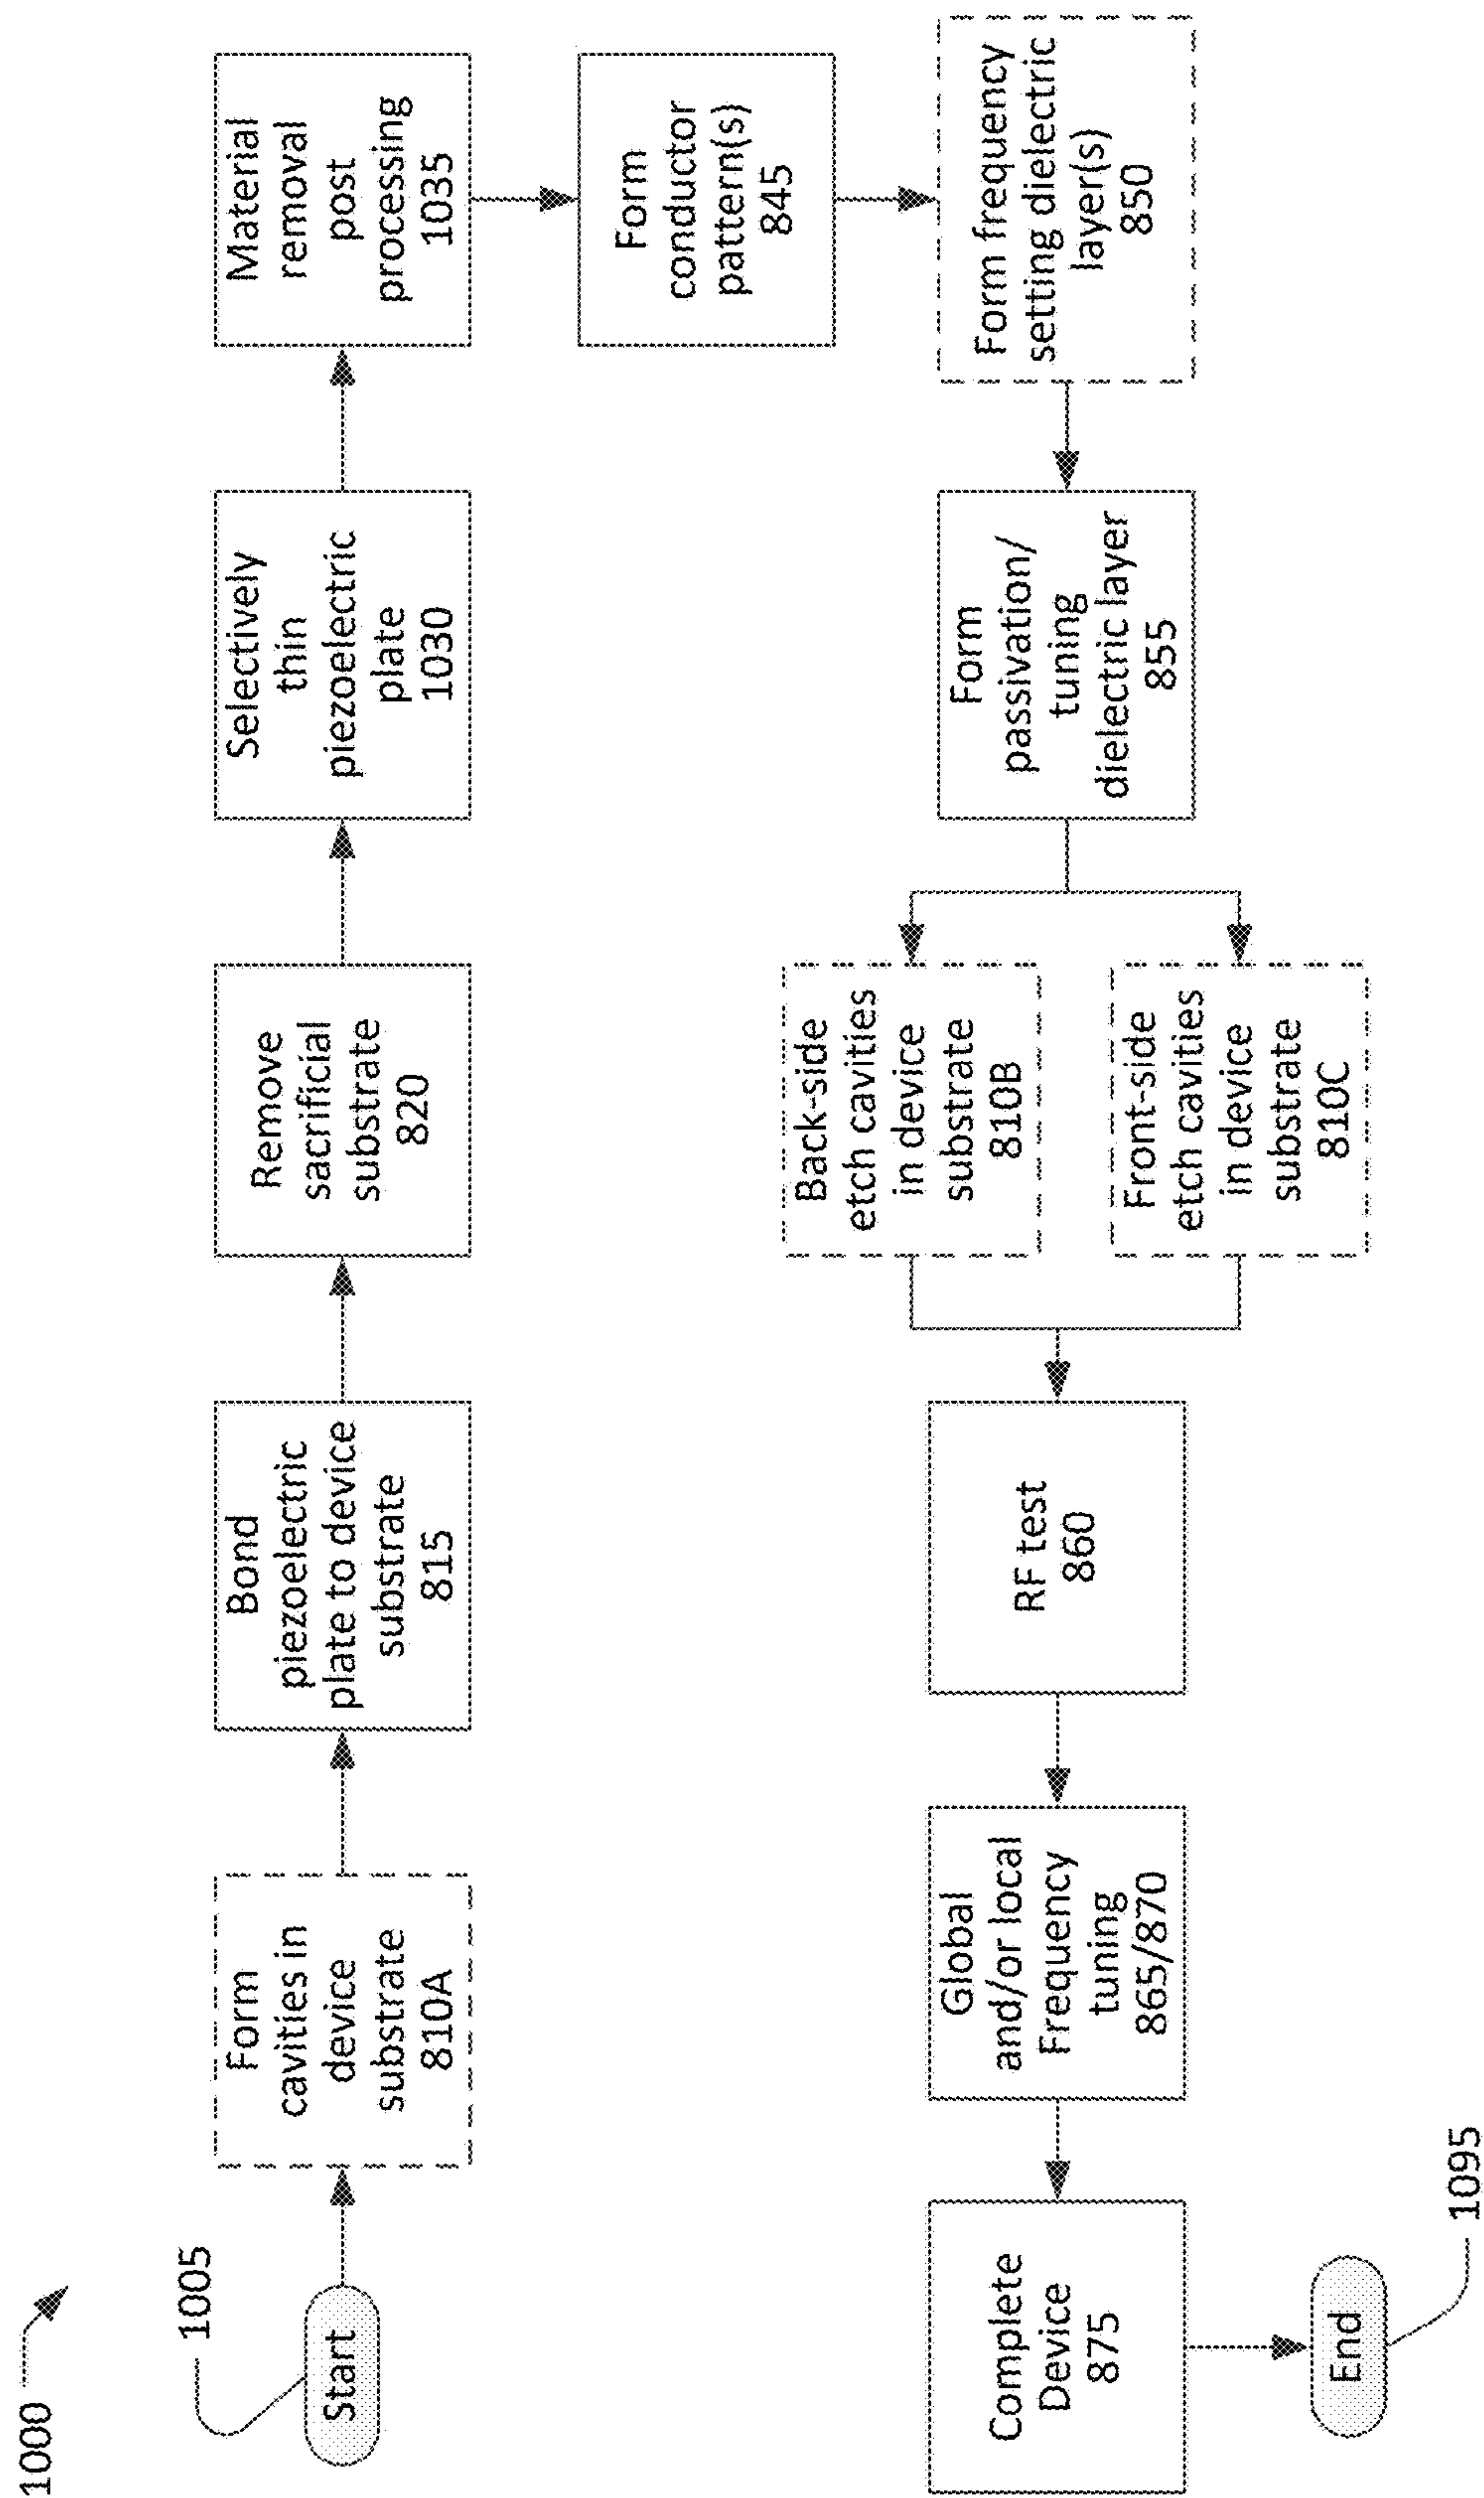 1000
1005
Start
Form
cavities in
device
substrate
810A
Bond
piezoelectric
plate to device
substrate
815
Remove
sacrificial
substrate
820
Selectively
thin
piezoelectric
plate
1030
Material
removal
post
processing
1035
Form
conductor
pattern(s)
845
Form frequency
setting dielectric
layer(s)
850
Form
passivation/
tuning
dielectric layer
855
Back-side
etch cavities
in device
substrate
810B
Front-side
etch cavities
in device
substrate
810C
RF test
860
Global
and/or local
Frequency
tuning
865/870
Complete
Device
875
End
1095